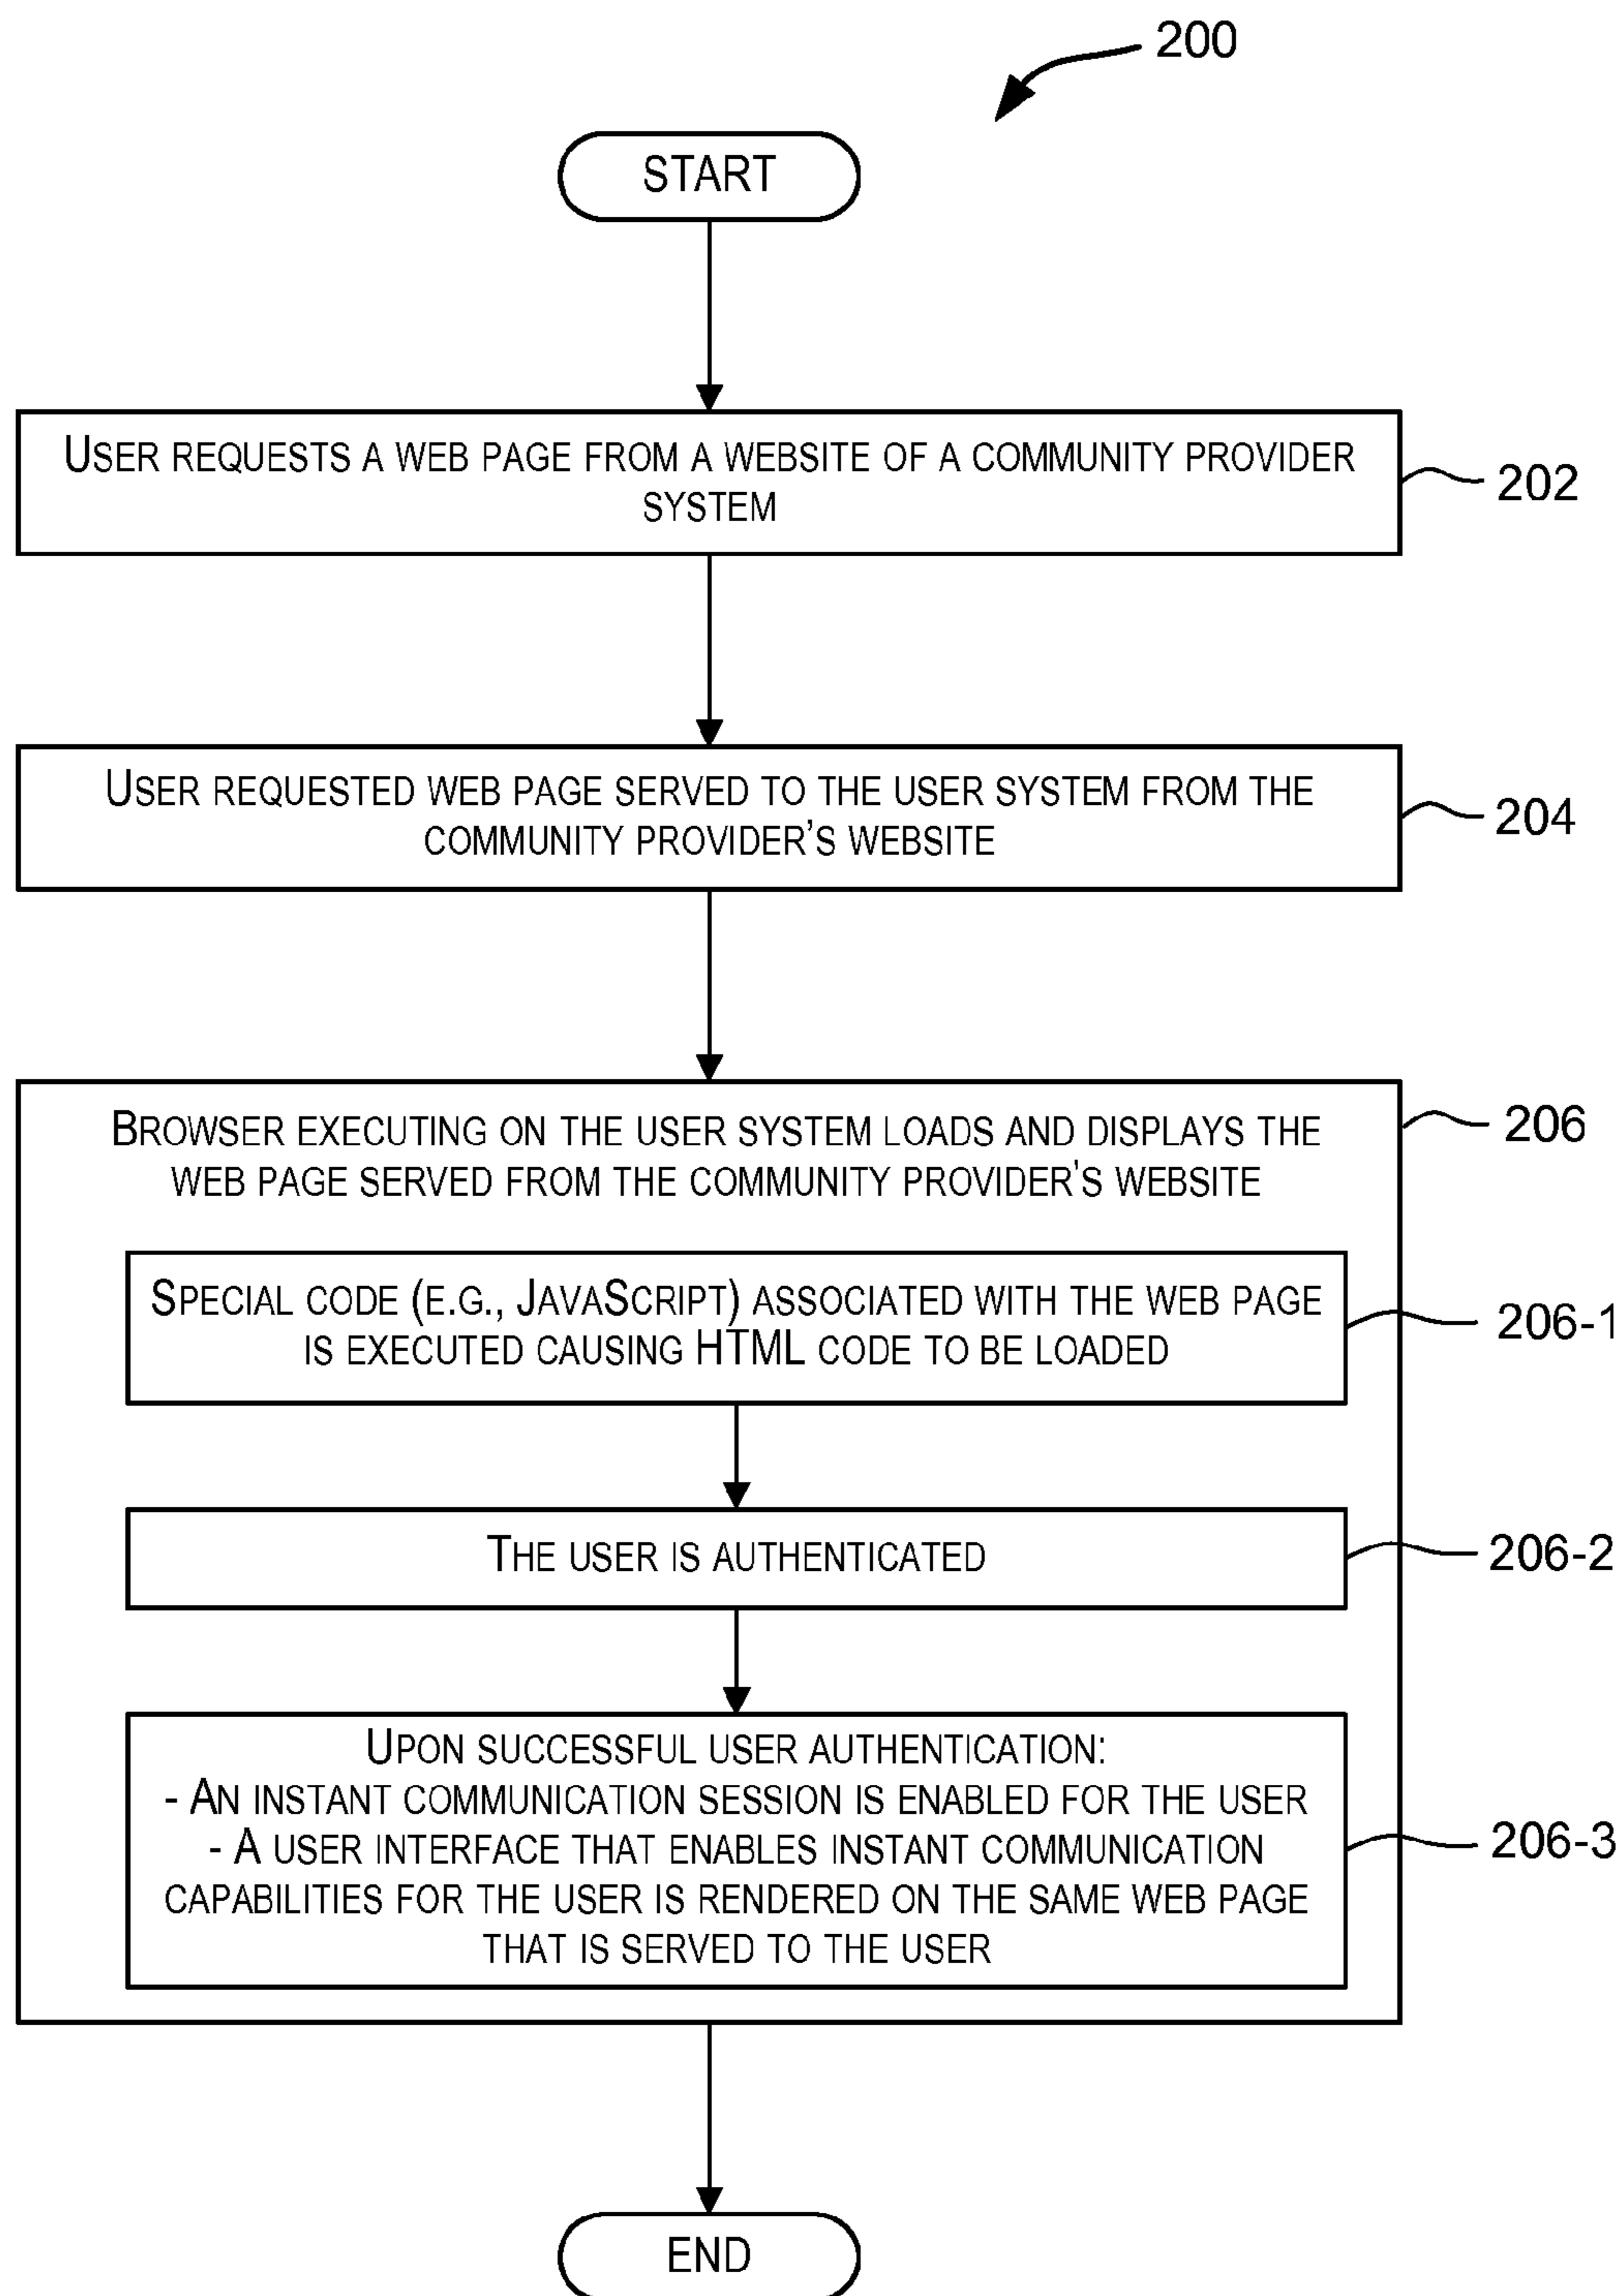 200
START
USER REQUESTS A WEB PAGE FROM A WEBSITE OF A COMMUNITY PROVIDER
SYSTEM
202
USER REQUESTED WEB PAGE SERVED TO THE USER SYSTEM FROM THE
COMMUNITY PROVIDER'S WEBSITE
204
BROWSER EXECUTING ON THE USER SYSTEM LOADS AND DISPLAYS THE
WEB PAGE SERVED FROM THE COMMUNITY PROVIDER'S WEBSITE
206
SPECIAL CODE (E.G., JAVASCRIPT) ASSOCIATED WITH THE WEB PAGE
IS EXECUTED CAUSING HTML CODE TO BE LOADED
206-1
THE USER IS AUTHENTICATED
206-2
UPON SUCCESSFUL USER AUTHENTICATION:
- AN INSTANT COMMUNICATION SESSION IS ENABLED FOR THE USER
- A USER INTERFACE THAT ENABLES INSTANT COMMUNICATION
CAPABILITIES FOR THE USER IS RENDERED ON THE SAME WEB PAGE
THAT IS SERVED TO THE USER
206-3
END